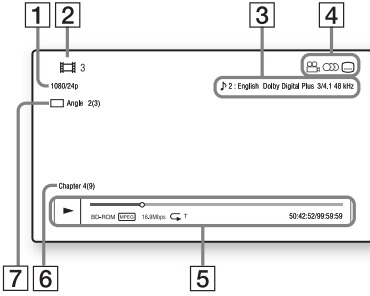 1 2 3 4
3
1080/24p
2 : English Dolby Digital Plus 3/4.1 48 kHz
Angle 2(3)
Chapter 4(9)
BD-ROM MPEG 16.9Mbps T 50:42:52/99:59:59
7 6 5